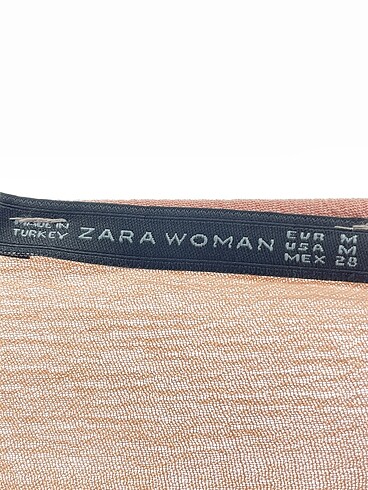 MADE IN
TURKEY
ZARA WOMAN
EUR M
USA M
MEX 28